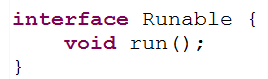 interface Runable {
    void run();
}